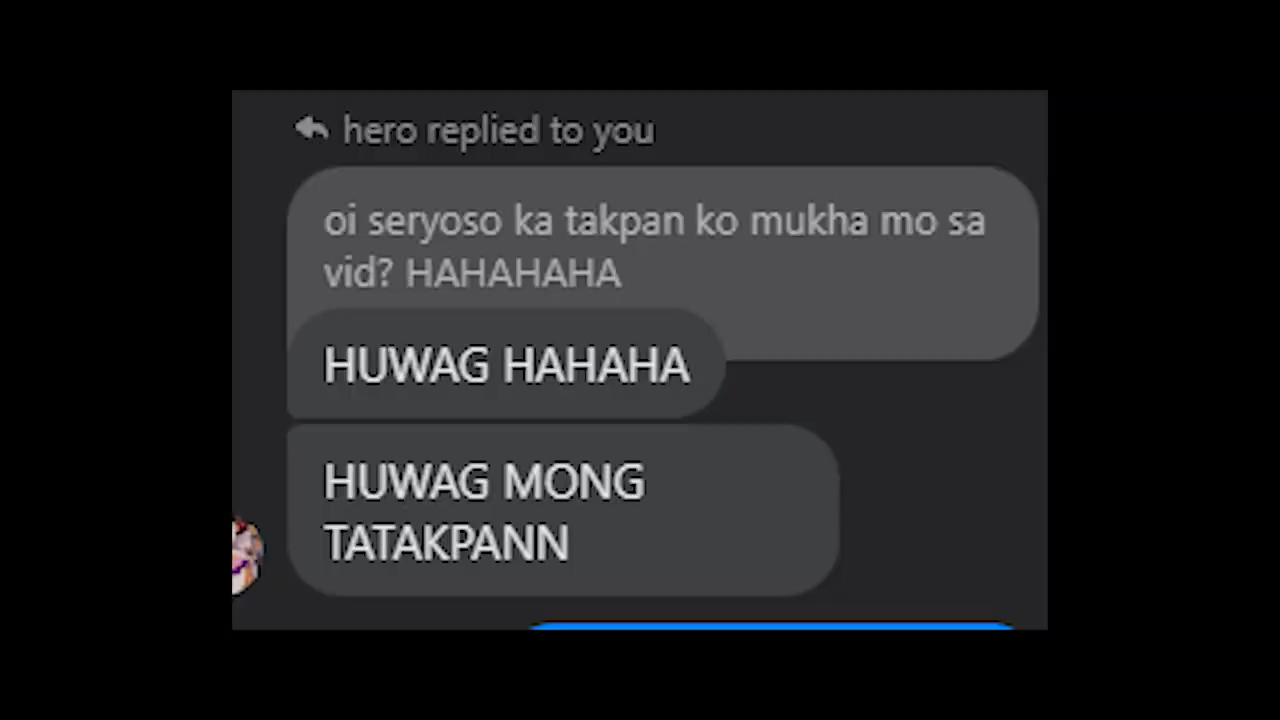 hero replied to you
oi seryoso ka takpan ko mukha mo sa
vid? HAHAHAHA
HUWAG HAHAHA
HUWAG MONG
TATAKPANN